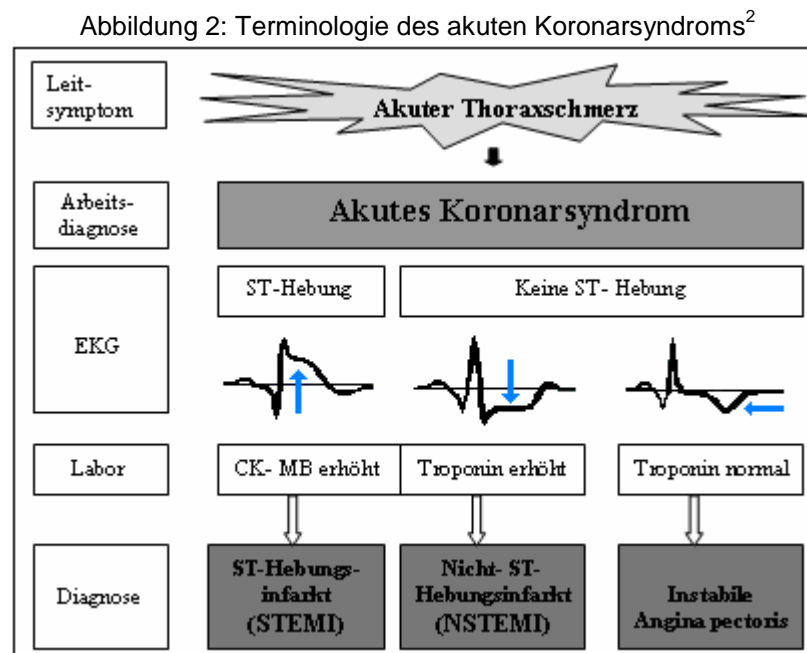 Abbildung 2: Terminologie des akuten Koronarsyndroms²
Leit-
symptom
Akuter Thoraxschmerz
Arbeits-
diagnose
Akutes Koronarsyndrom
EKG
ST-Hebung
Keine ST- Hebung
Labor
CK- MB erhöht
Troponin erhöht
Troponin normal
Diagnose
ST-Hebungs-
infarkt
(STEMI)
Nicht- ST-
Hebungsinfarkt
(NSTEMI)
Instabile
Angina pectoris